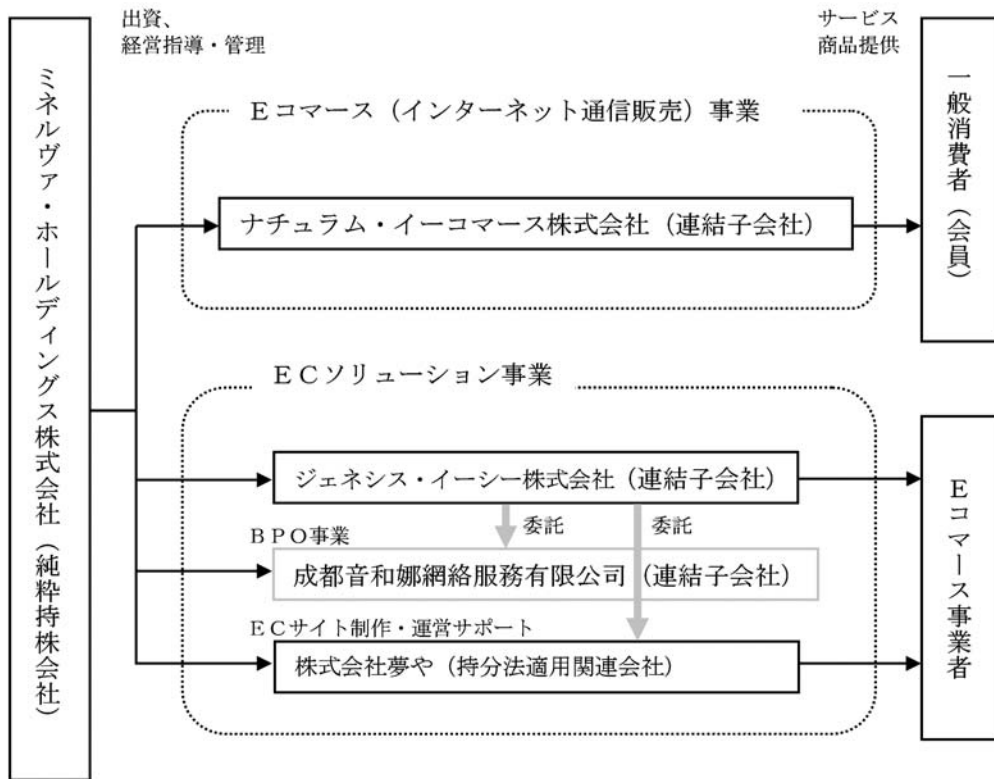 出資、
経営指導・管理
サービス
商品提供
ミネルヴァ・ホールディングス株式会社（純粋持株会社）
Ｅコマース（インターネット通信販売）事業
ナチュラム・イーコマース株式会社（連結子会社）
一般消費者（会員）
ＥＣソリューション事業
ジェネシス・イーシー株式会社（連結子会社）
委託
委託
ＢＰＯ事業
成都音和娜網絡服務有限公司（連結子会社）
ＥＣサイト制作・運営サポート
株式会社夢や（持分法適用関連会社）
Ｅコマース事業者